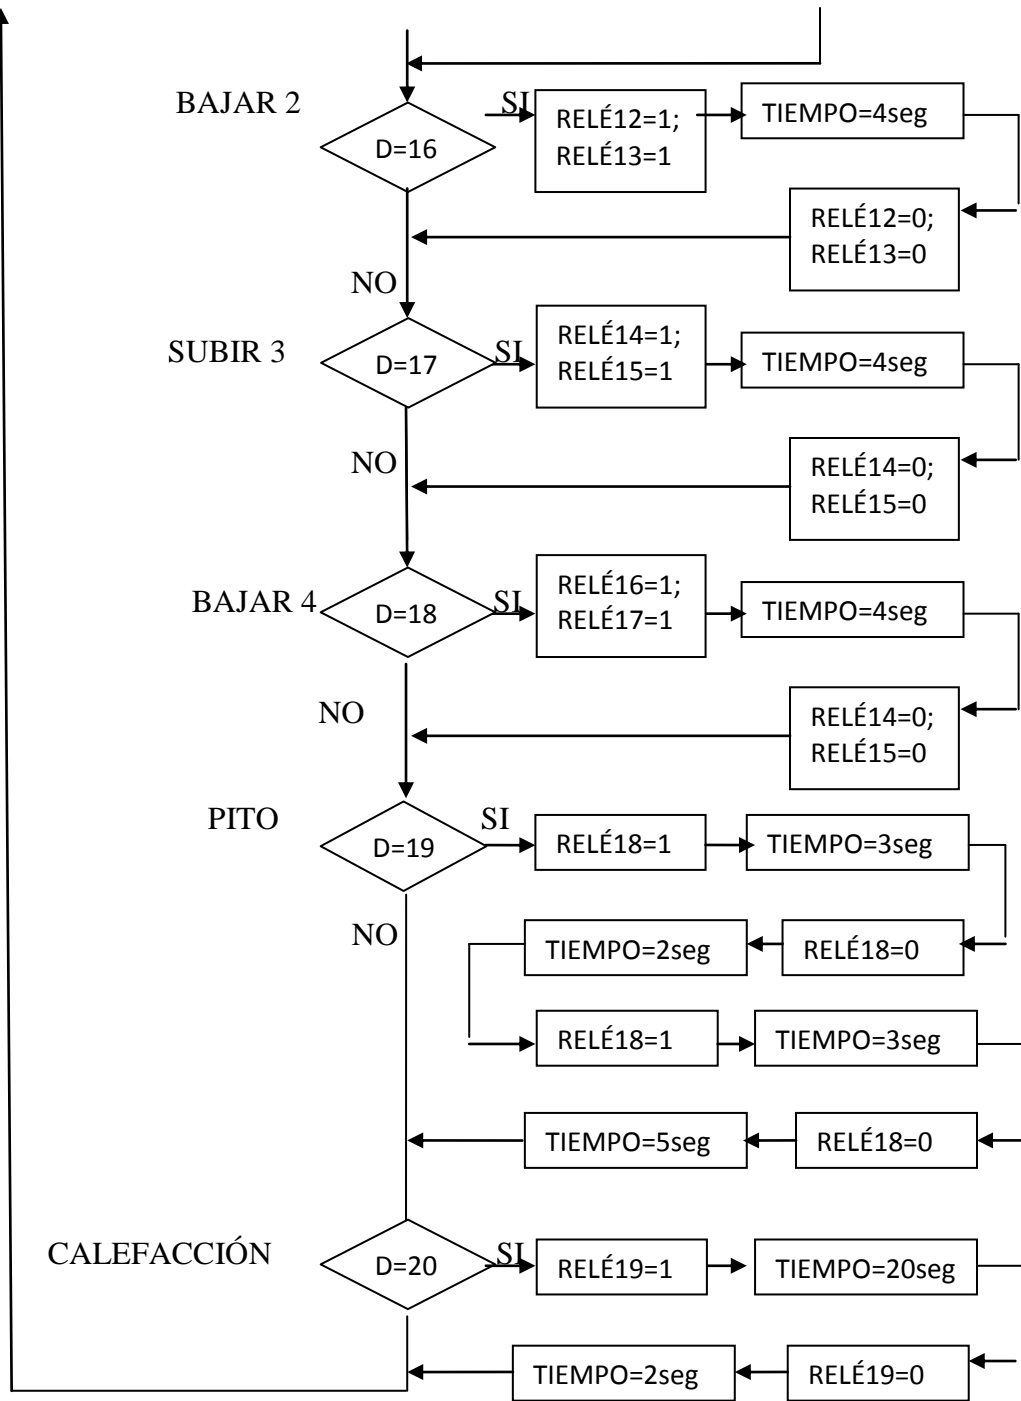 BAJAR 2
SI
D=16
RELÉ12=1;
RELÉ13=1
TIEMPO=4seg
RELÉ12=0;
RELÉ13=0
NO
SUBIR 3
SI
D=17
RELÉ14=1;
RELÉ15=1
TIEMPO=4seg
NO
RELÉ14=0;
RELÉ15=0
BAJAR 4
SI
D=18
RELÉ16=1;
RELÉ17=1
TIEMPO=4seg
NO
RELÉ14=0;
RELÉ15=0
PITO
SI
D=19
RELÉ18=1
TIEMPO=3seg
NO
TIEMPO=2seg
RELÉ18=0
RELÉ18=1
TIEMPO=3seg
TIEMPO=5seg
RELÉ18=0
CALEFACCIÓN
SI
D=20
RELÉ19=1
TIEMPO=20seg
TIEMPO=2seg
RELÉ19=0